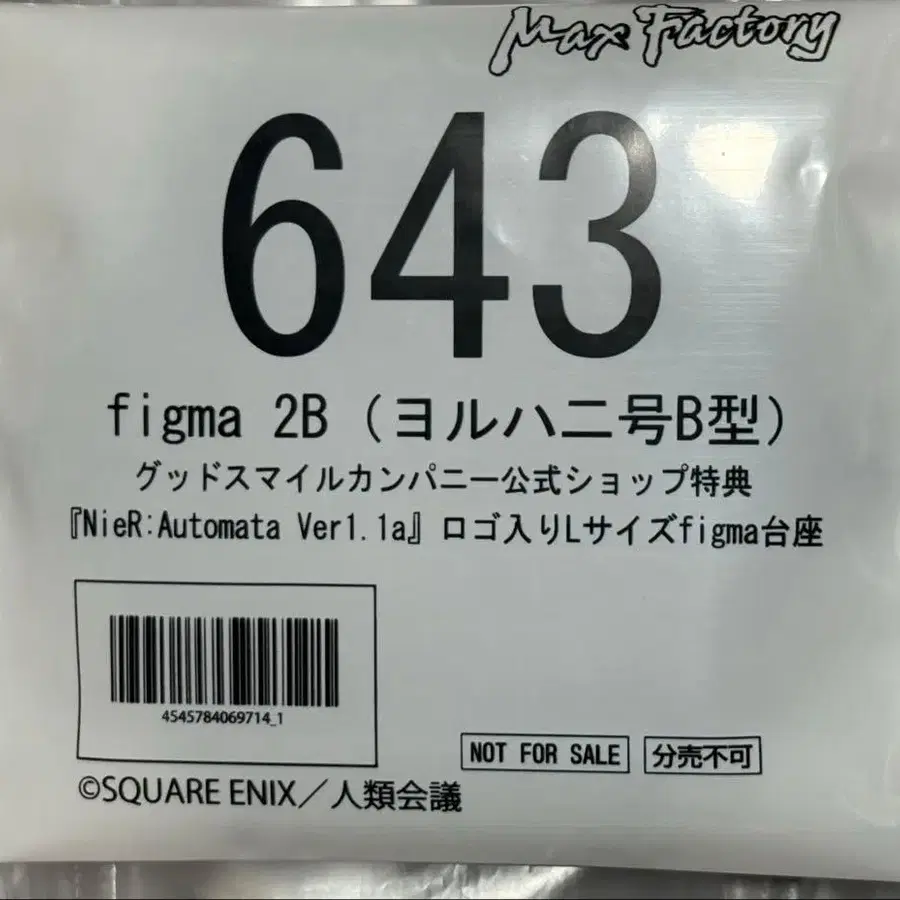 Max Factory
643
figma 2B (ヨルハ二号B型)
グッドスマイルカンパニー公式ショップ特典
『NieR:Automata Ver1.1a』ロゴ入りLサイズfigma台座
4545784069714_1
NOT FOR SALE 分売不可
©SQUARE ENIX／人類会議